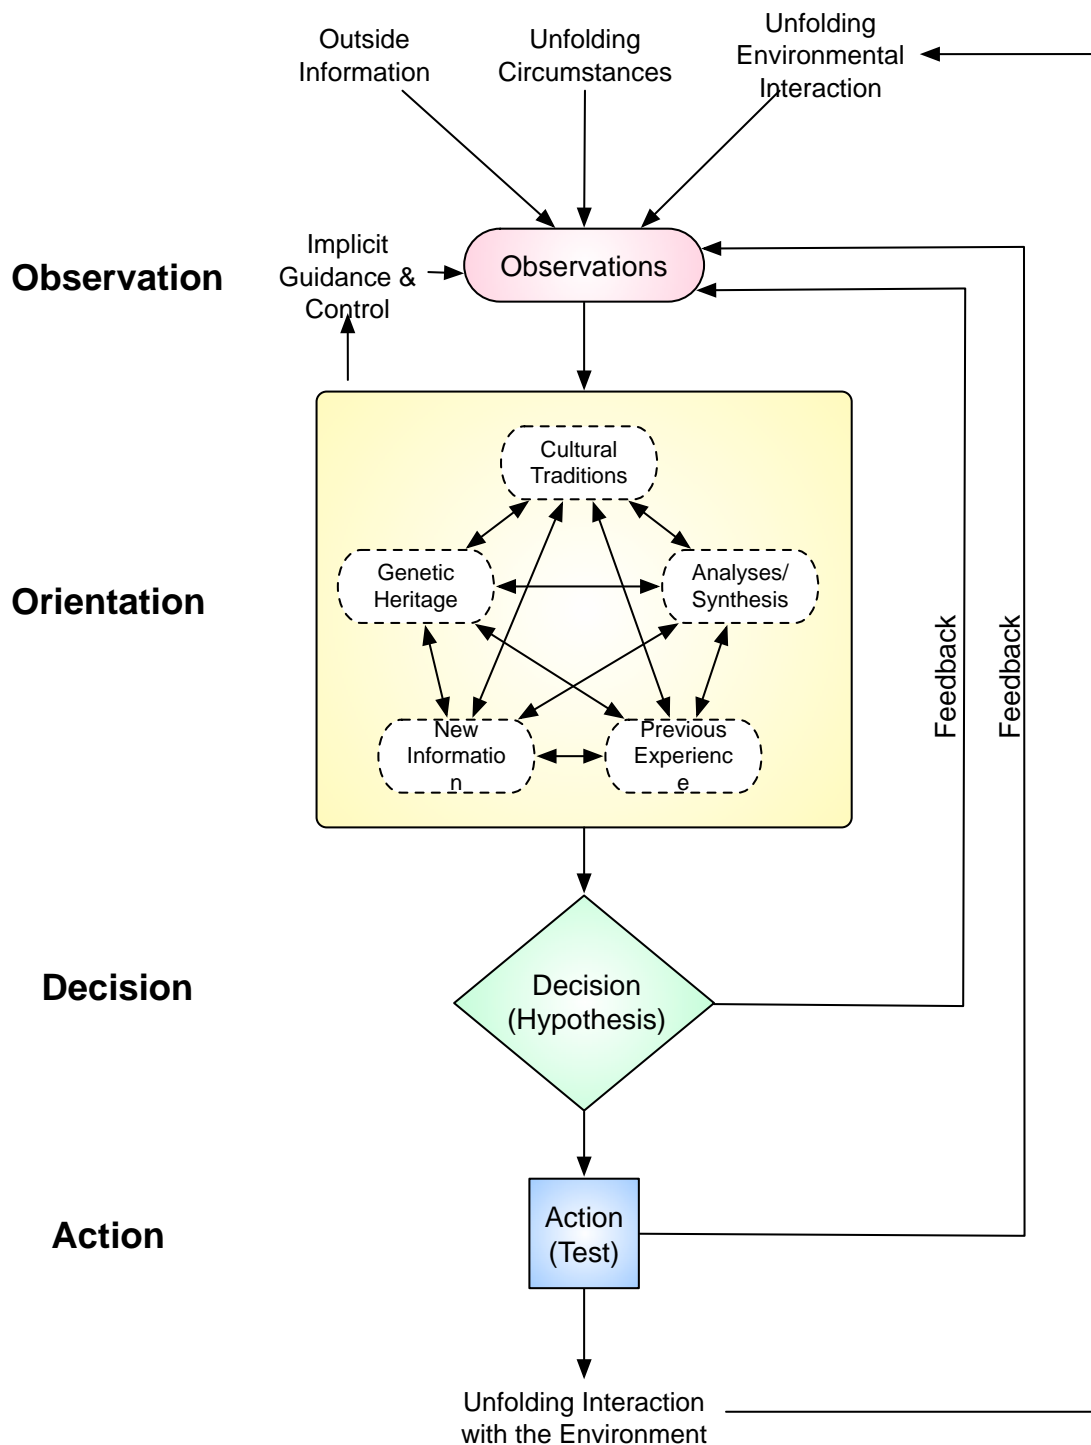 Outside
Information
Unfolding
Circumstances
Unfolding
Environmental
Interaction
Observation
Implicit
Guidance &
Control
Observations
Orientation
Cultural
Traditions
Genetic
Heritage
Analyses/
Synthesis
New
Informatio
n
Previous
Experienc
e
Feedback
Feedback
Decision
Decision
(Hypothesis)
Action
Action
(Test)
Unfolding Interaction
with the Environment